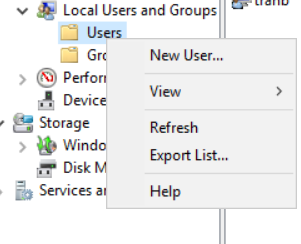 Local Users and Groups
tranb
Users
Gro
New User...
Perfor
View
Device
Storage
Refresh
Windo
Export List...
Disk M
Services a
Help